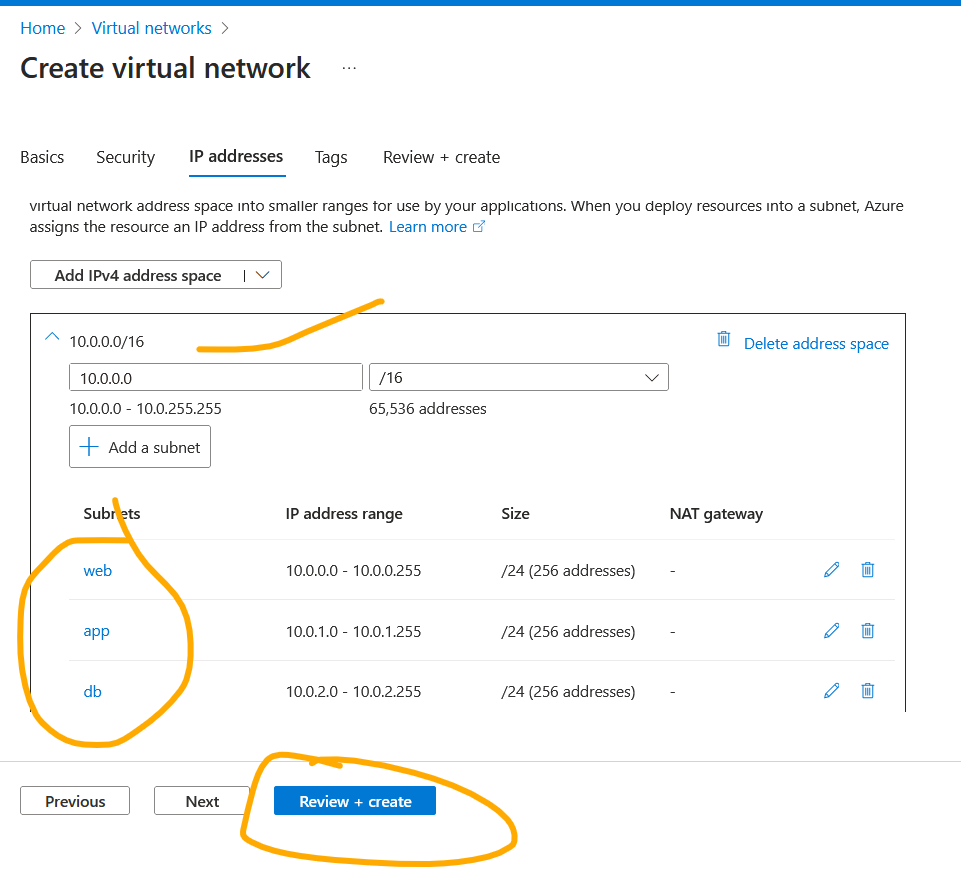 Home > Virtual networks >
Create virtual network ...
Basics Security IP addresses Tags Review + create
virtual network address space into smaller ranges for use by your applications. When you deploy resources into a subnet, Azure
assigns the resource an IP address from the subnet. Learn more
Add IPv4 address space |
10.0.0.0/16 Delete address space
10.0.0.0 /16
10.0.0.0 - 10.0.255.255 65,536 addresses
+ Add a subnet
Subnets IP address range Size NAT gateway
web 10.0.0.0 - 10.0.0.255 /24 (256 addresses) -
app 10.0.1.0 - 10.0.1.255 /24 (256 addresses) -
db 10.0.2.0 - 10.0.2.255 /24 (256 addresses) -
Previous Next Review + create